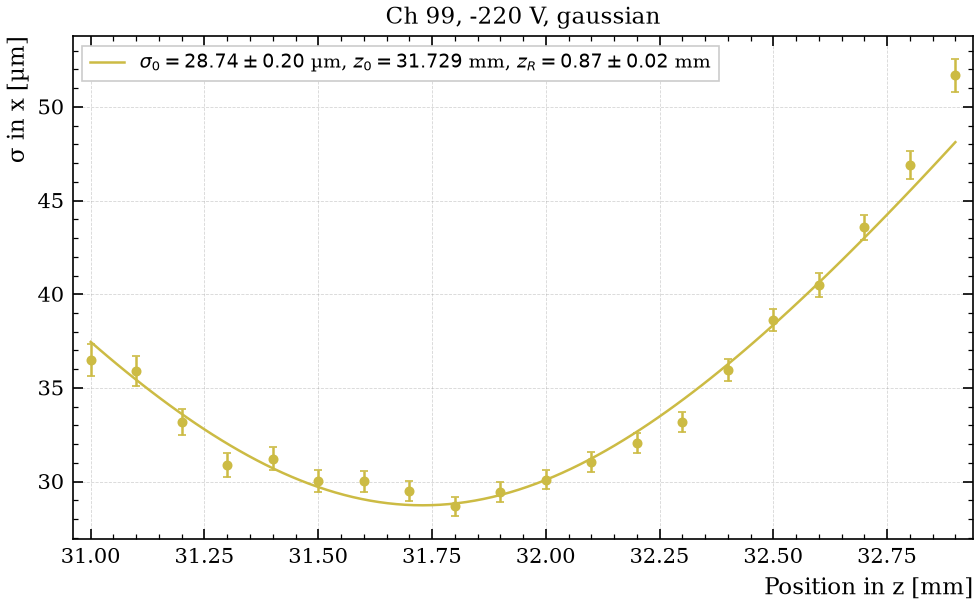 Ch 99, -220 V, gaussian
σ₀ = 28.74 ± 0.20 µm, z₀ = 31.729 mm, z_R = 0.87 ± 0.02 mm
σ in x [µm]
50
45
40
35
30
31.00 31.25 31.50 31.75 32.00 32.25 32.50 32.75
Position in z [mm]